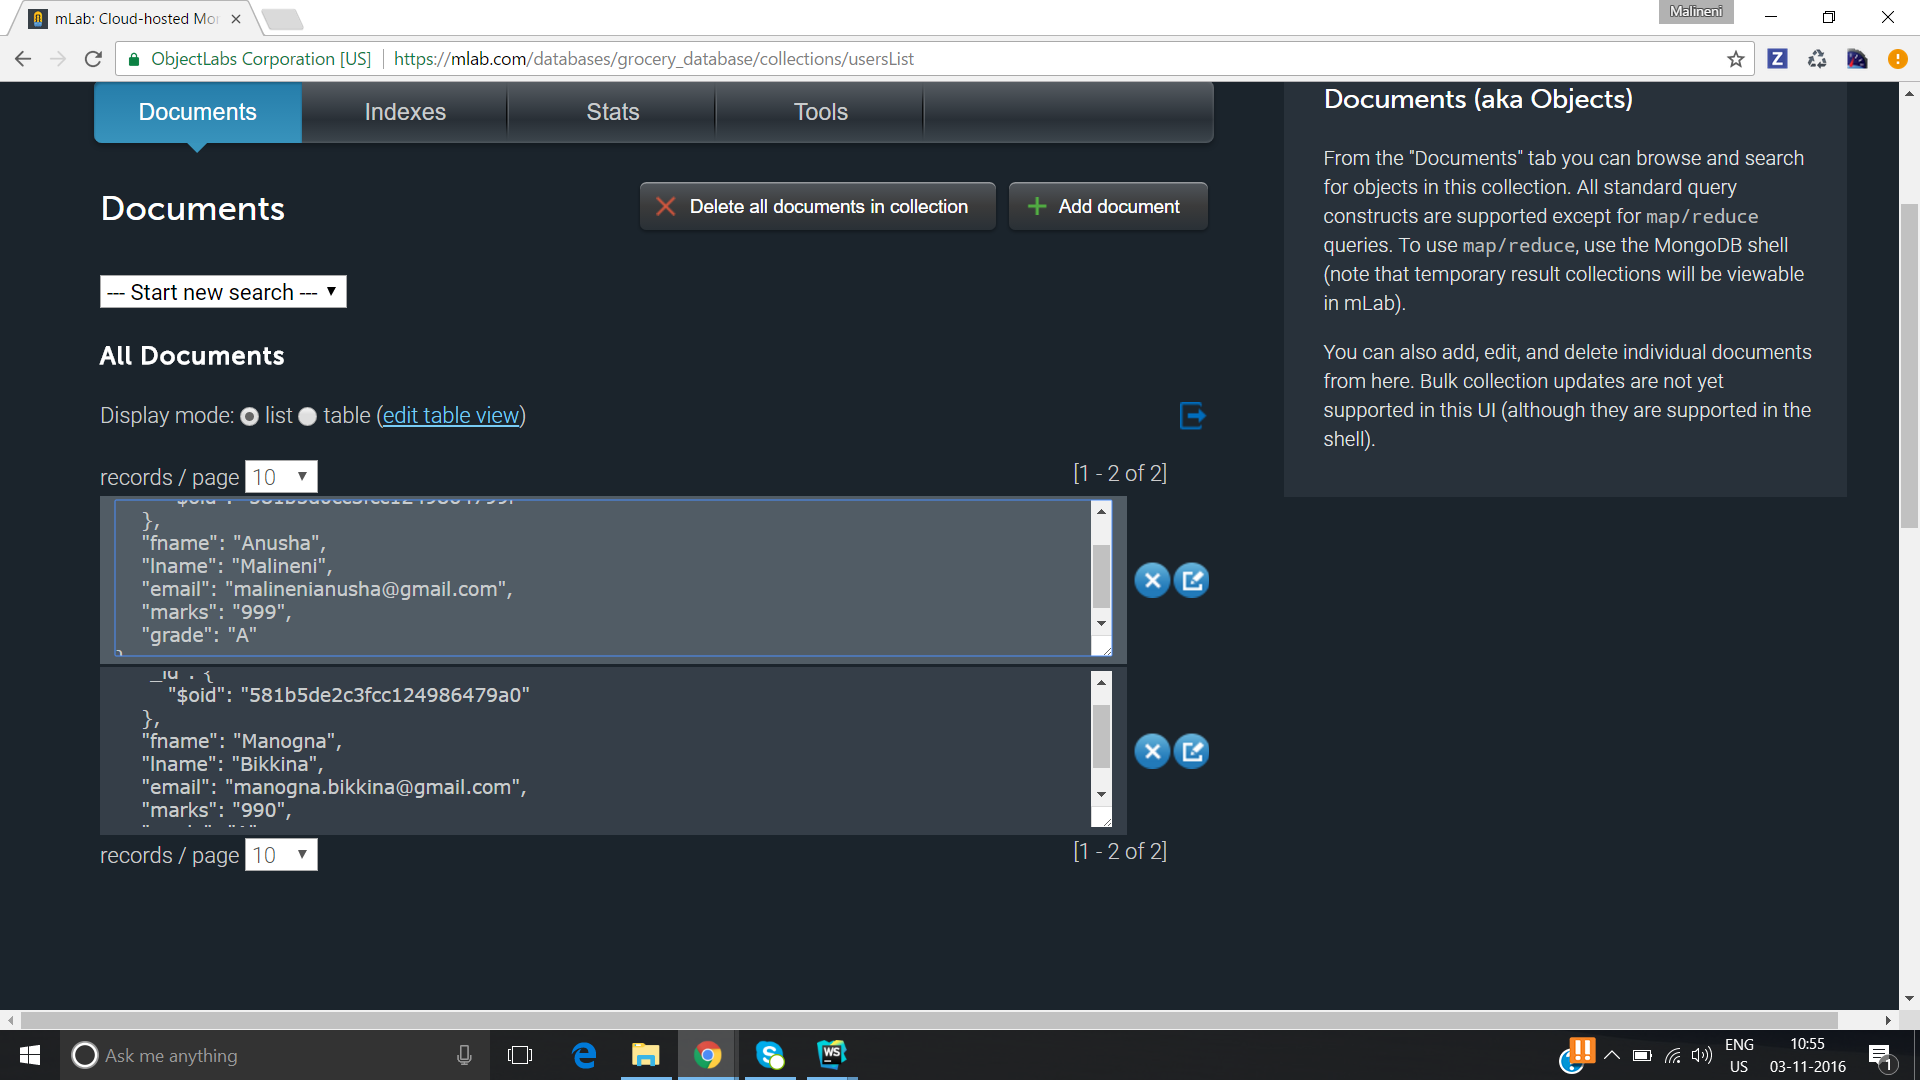 mLab: Cloud-hosted Mo
Malineni
ObjectLabs Corporation [US]
https://mlab.com/databases/grocery_database/collections/usersList
Documents
Indexes
Stats
Tools
Documents
Delete all documents in collection
Add document
--- Start new search ---
All Documents
Display mode: list table (edit table view)
records / page 10
[1 - 2 of 2]
},
"fname": "Anusha",
"lname": "Malineni",
"email": "malinenianusha@gmail.com",
"marks": "999",
"grade": "A"
_id : {
"$oid": "581b5de2c3fcc124986479a0"
},
"fname": "Manogna",
"lname": "Bikkina",
"email": "manogna.bikkina@gmail.com",
"marks": "990",
records / page 10
[1 - 2 of 2]
Documents (aka Objects)
From the "Documents" tab you can browse and search
for objects in this collection. All standard query
constructs are supported except for map/reduce
queries. To use map/reduce, use the MongoDB shell
(note that temporary result collections will be viewable
in mLab).
You can also add, edit, and delete individual documents
from here. Bulk collection updates are not yet
supported in this UI (although they are supported in the
shell).
Ask me anything
WS
ENG
US
10:55
03-11-2016
1